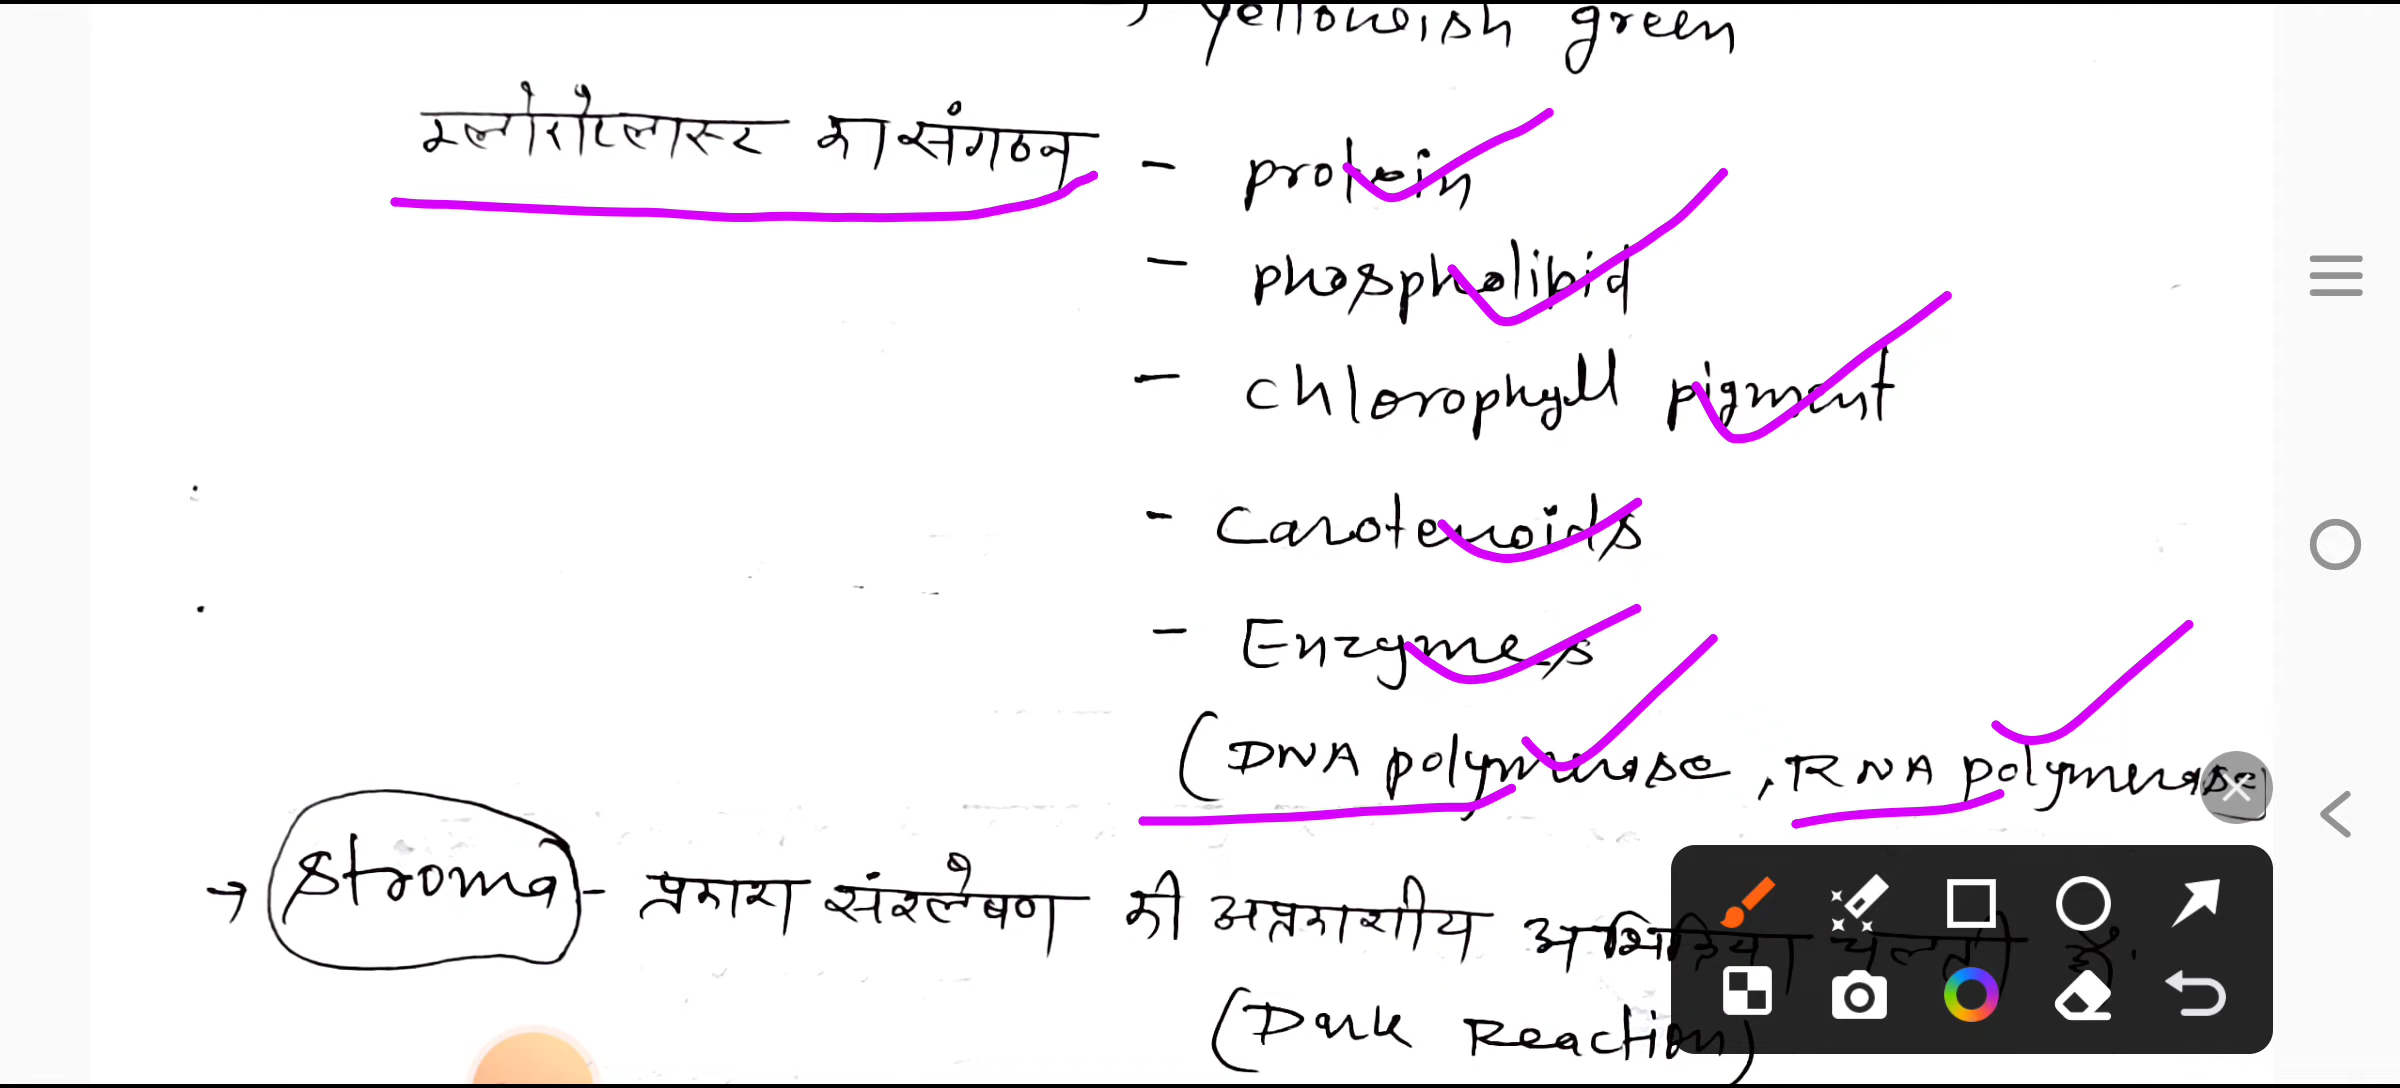 , yellowish green
क्लोरोप्लास्ट का संगठन - protein
- phospholipid
- chlorophyll pigment
- Carotenoids
- Enzymes
(DNA polymerase, RNA polymerase)
→ Stroma - प्रकाश संश्लेषण की अप्रकाशीय अभिक्रिया चलती है.
(Dark Reaction)